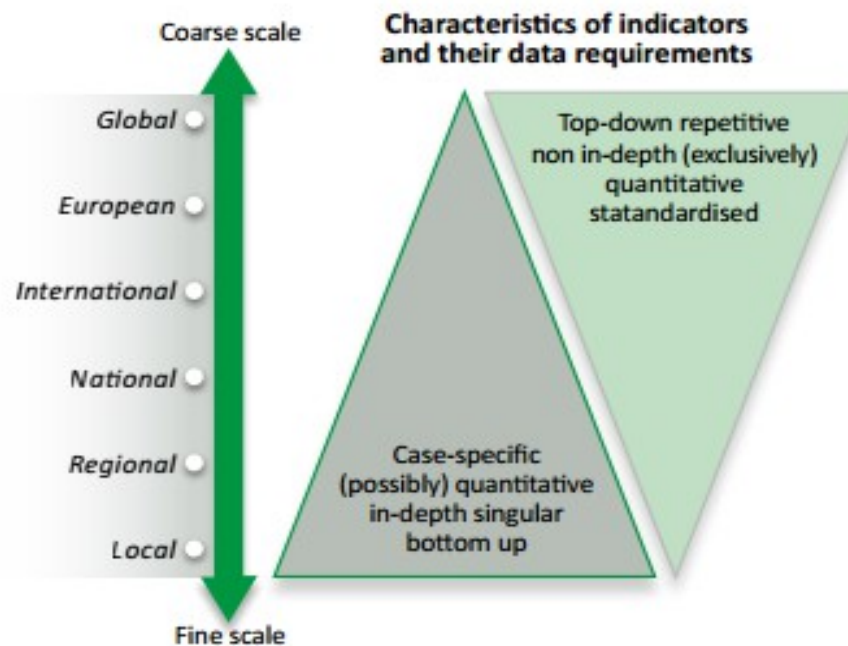 Coarse scale
Characteristics of indicators
and their data requirements
Global
European
International
National
Regional
Local
Fine scale
Top-down repetitive
non in-depth (exclusively)
quantitative
statandardised
Case-specific
(possibly) quantitative
in-depth singular
bottom up